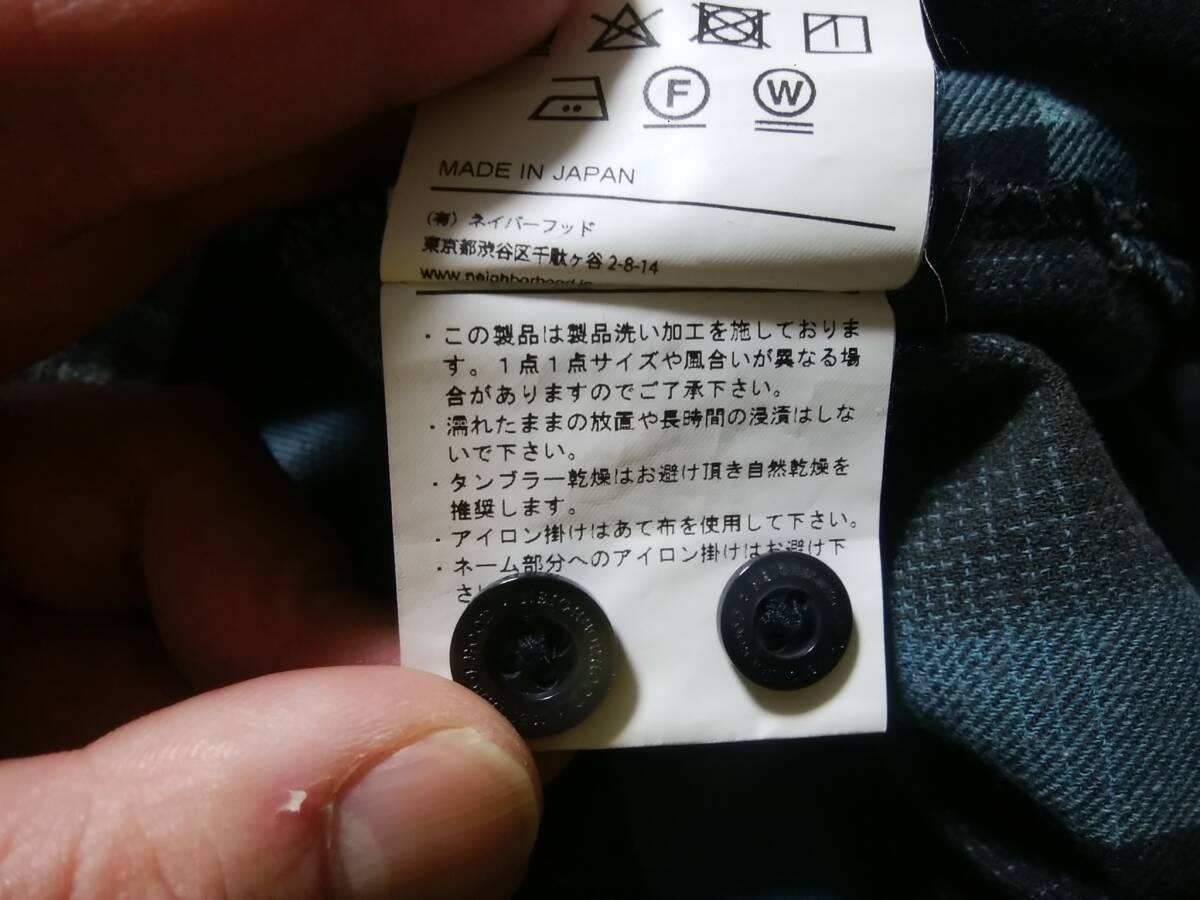 F W
MADE IN JAPAN
(有) ネイバーフッド
東京都渋谷区千駄ヶ谷 2-8-14
www.neighborhood.jp
・この製品は製品洗い加工を施しておりま
す。1点1点サイズや風合いが異なる場
合がありますのでご了承下さい。
・濡れたままの放置や長時間の浸漬はしな
いで下さい。
・タンブラー乾燥はお避け頂き自然乾燥を
推奨します。
・アイロン掛けはあて布を使用して下さい。
・ネーム部分へのアイロン掛けはお避け下
さ